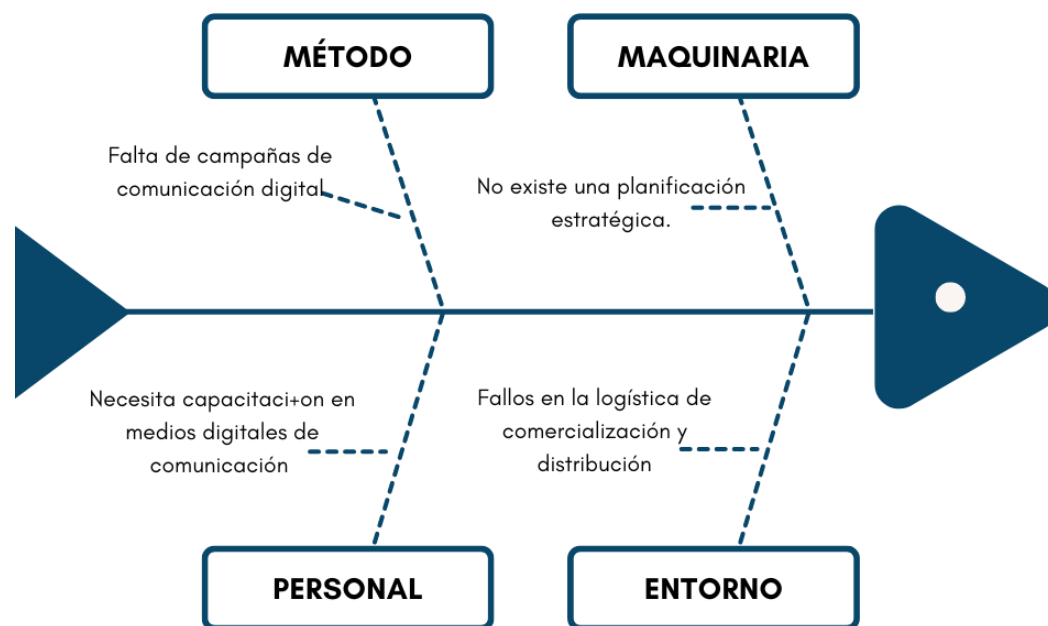 MÉTODO
MAQUINARIA
Falta de campañas de
comunicación digital
No existe una planificación
estratégica.
Necesita capacitaci+on en
medios digitales de
comunicación
Fallos en la logística de
comercialización y
distribución
PERSONAL
ENTORNO